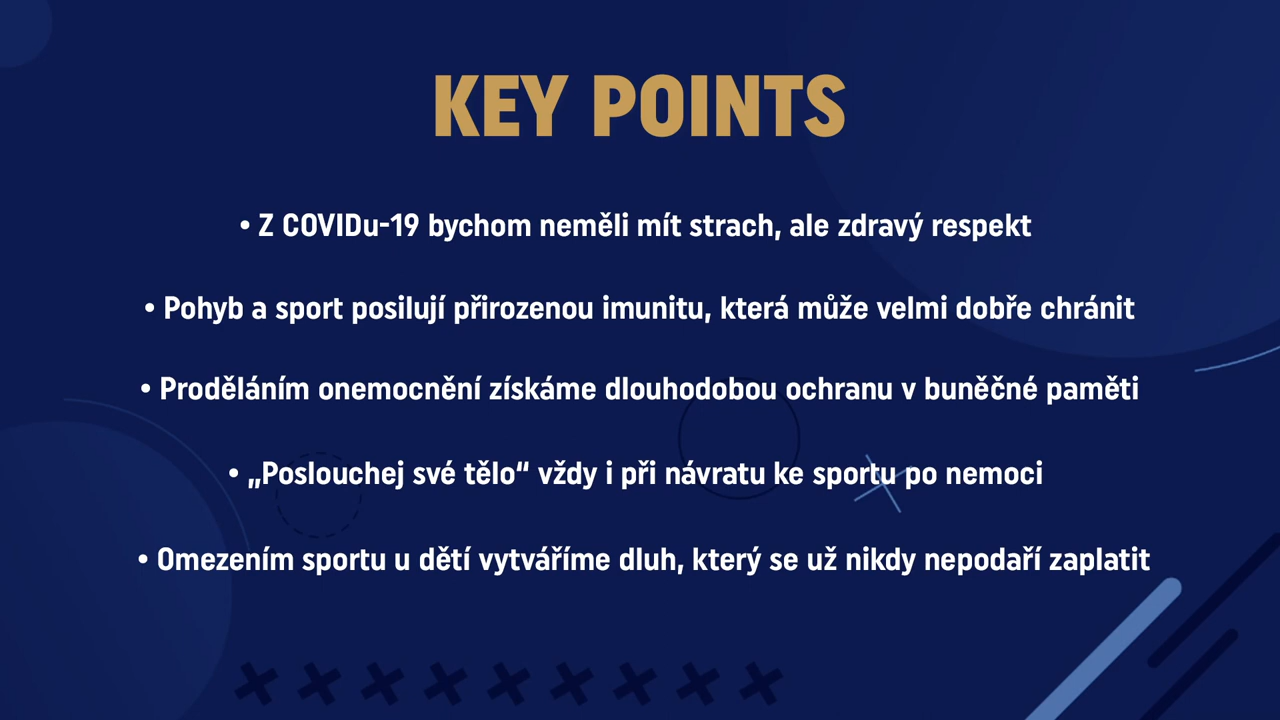 KEY POINTS
• Z COVIDu-19 bychom neměli mít strach, ale zdravý respekt
• Pohyb a sport posilují přirozenou imunitu, která může velmi dobře chránit
• Proděláním onemocnění získáme dlouhodobou ochranu v buněčné paměti
• „Poslouchej své tělo“ vždy i při návratu ke sportu po nemoci
• Omezením sportu u dětí vytváříme dluh, který se už nikdy nepodaří zaplatit